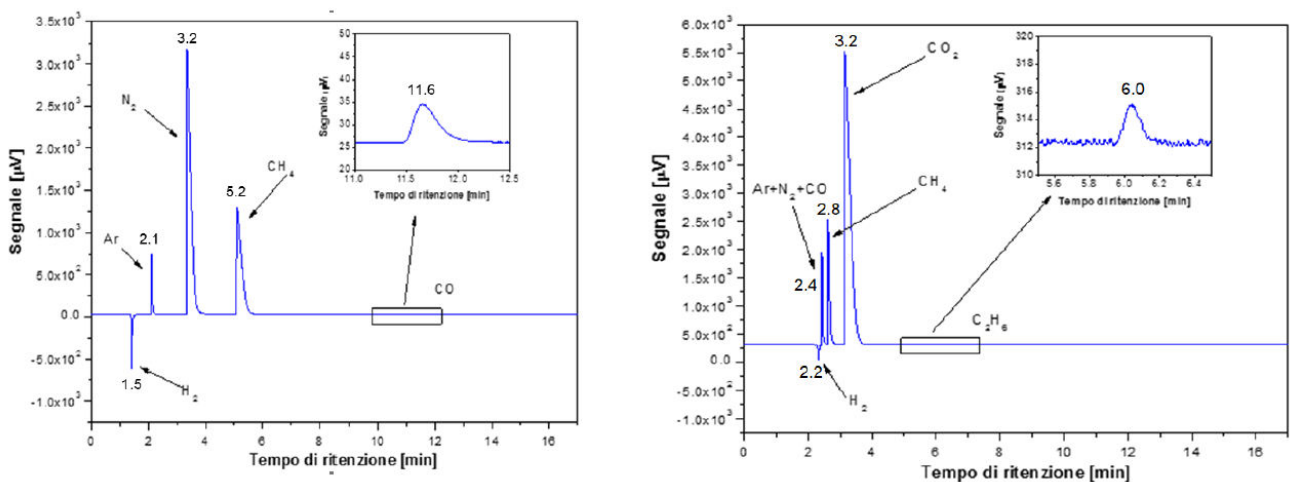 3.5x10³
3.0x10³
2.5x10³
2.0x10³
1.5x10³
1.0x10³
5.0x10²
0.0
-5.0x10²
-1.0x10³
Segnale [µV]
0 2 4 6 8 10 12 14 16
Tempo di ritenzione [min]
3.2
N₂
Ar
2.1
5.2
CH₄
1.5
H₂
CO
50
45
40
35
30
25
20
Segnale [µV]
11.6
11.0 11.5 12.0 12.5
Tempo di ritenzione [min]
6.0x10³
5.5x10³
5.0x10³
4.5x10³
4.0x10³
3.5x10³
3.0x10³
2.5x10³
2.0x10³
1.5x10³
1.0x10³
5.0x10²
0.0
-5.0x10²
-1.0x10³
Segnale [µV]
0 2 4 6 8 10 12 14 16
Tempo di ritenzione [min]
3.2
CO₂
Ar+N₂+CO
2.8
CH₄
2.4
2.2
H₂
C₂H₆
320
318
316
314
312
310
Segnale [µV]
6.0
5.6 5.8 6.0 6.2 6.4
Tempo di ritenzione [min]